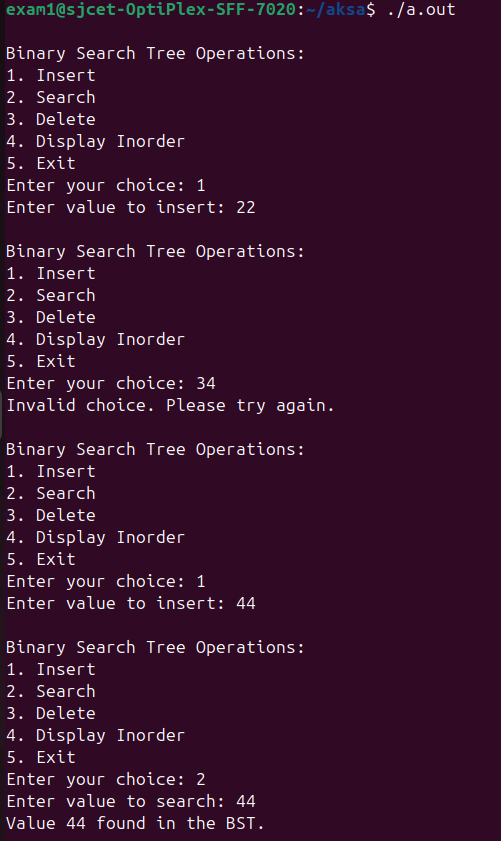 exam1@sjcet-OptiPlex-SFF-7020:~/aksa$ ./a.out

Binary Search Tree Operations:
1. Insert
2. Search
3. Delete
4. Display Inorder
5. Exit
Enter your choice: 1
Enter value to insert: 22

Binary Search Tree Operations:
1. Insert
2. Search
3. Delete
4. Display Inorder
5. Exit
Enter your choice: 34
Invalid choice. Please try again.

Binary Search Tree Operations:
1. Insert
2. Search
3. Delete
4. Display Inorder
5. Exit
Enter your choice: 1
Enter value to insert: 44

Binary Search Tree Operations:
1. Insert
2. Search
3. Delete
4. Display Inorder
5. Exit
Enter your choice: 2
Enter value to search: 44
Value 44 found in the BST.